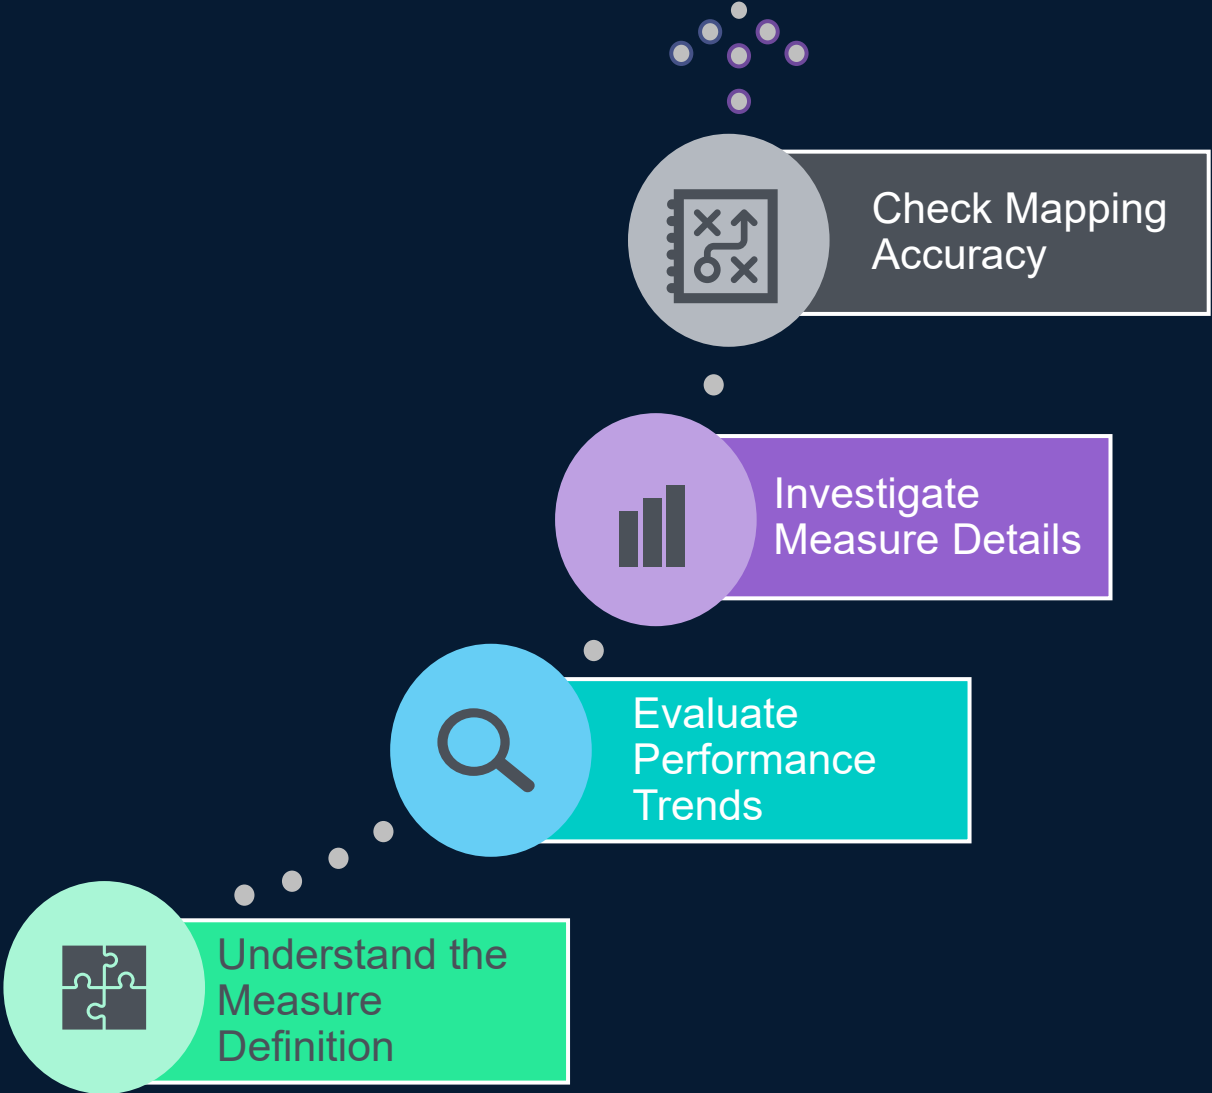 Check Mapping
Accuracy
Investigate
Measure Details
Evaluate
Performance
Trends
Understand the
Measure
Definition